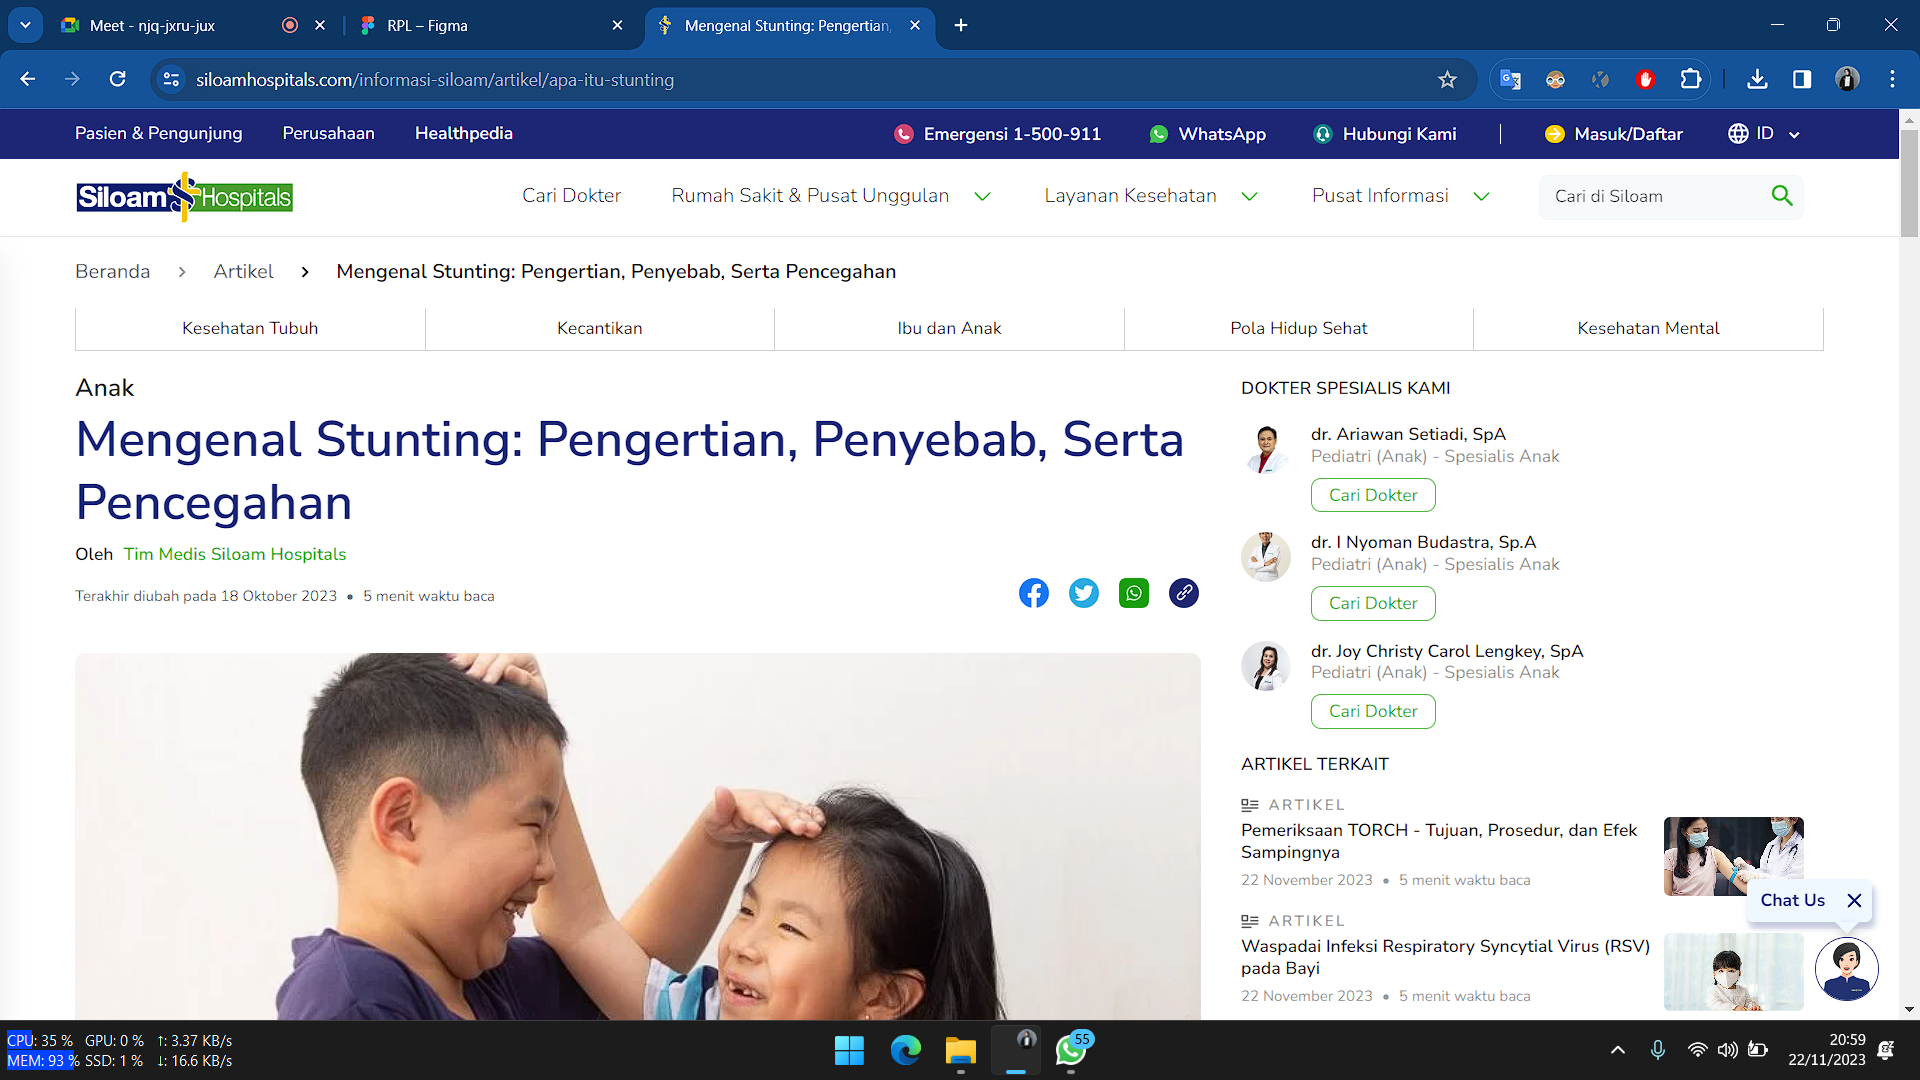 Meet - njq-jxru-jux
RPL – Figma
Mengenal Stunting: Pengertian,
siloamhospitals.com/informasi-siloam/artikel/apa-itu-stunting
Pasien & Pengunjung
Perusahaan
Healthpedia
Emergensi 1-500-911
WhatsApp
Hubungi Kami
Masuk/Daftar
ID
Siloam Hospitals
Cari Dokter
Rumah Sakit & Pusat Unggulan
Layanan Kesehatan
Pusat Informasi
Cari di Siloam
Beranda
Artikel
Mengenal Stunting: Pengertian, Penyebab, Serta Pencegahan
Kesehatan Tubuh
Kecantikan
Ibu dan Anak
Pola Hidup Sehat
Kesehatan Mental
Anak
Mengenal Stunting: Pengertian, Penyebab, Serta
Pencegahan
Oleh Tim Medis Siloam Hospitals
Terakhir diubah pada 18 Oktober 2023 • 5 menit waktu baca
DOKTER SPESIALIS KAMI
dr. Ariawan Setiadi, SpA
Pediatri (Anak) - Spesialis Anak
Cari Dokter
dr. I Nyoman Budastra, Sp.A
Pediatri (Anak) - Spesialis Anak
Cari Dokter
dr. Joy Christy Carol Lengkey, SpA
Pediatri (Anak) - Spesialis Anak
Cari Dokter
ARTIKEL TERKAIT
ARTIKEL
Pemeriksaan TORCH - Tujuan, Prosedur, dan Efek
Sampingnya
22 November 2023 • 5 menit waktu baca
Chat Us
ARTIKEL
Waspadai Infeksi Respiratory Syncytial Virus (RSV)
pada Bayi
22 November 2023 • 5 menit waktu baca
CPU: 35 % GPU: 0 % ↑: 3.37 KB/s
MEM: 93 % SSD: 1 % ↓: 16.6 KB/s
55
20:59
22/11/2023